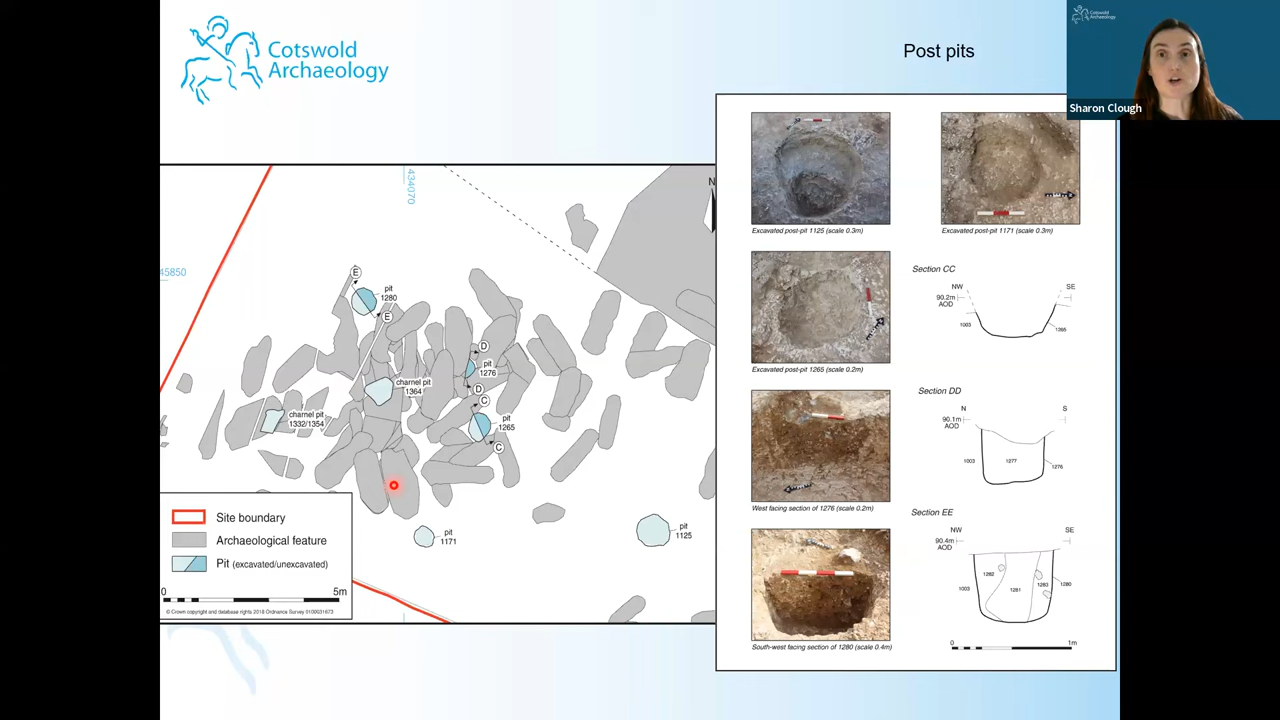 Cotswold
Archaeology
Post pits
Cotswold
Archaeology
Sharon Clough
434070
45850
N
E
pit
1280
E
D
pit
1276
D
C
pit
1265
C
charnel pit
1364
charnel pit
1332/1354
pit
1171
pit
1125
Site boundary
Archaeological feature
Pit (excavated/unexcavated)
0
5m
© Crown copyright and database rights 2018 Ordnance Survey 0100031673
Excavated post-pit 1125 (scale 0.3m)
Excavated post-pit 1171 (scale 0.3m)
Excavated post-pit 1265 (scale 0.2m)
West facing section of 1276 (scale 0.2m)
South-west facing section of 1280 (scale 0.4m)
Section CC
NW
SE
90.2m
AOD
1003
1265
Section DD
N
S
90.1m
AOD
1003
1277
1276
Section EE
NW
SE
90.4m
AOD
1282
1003
1281
1283
1280
0
1m